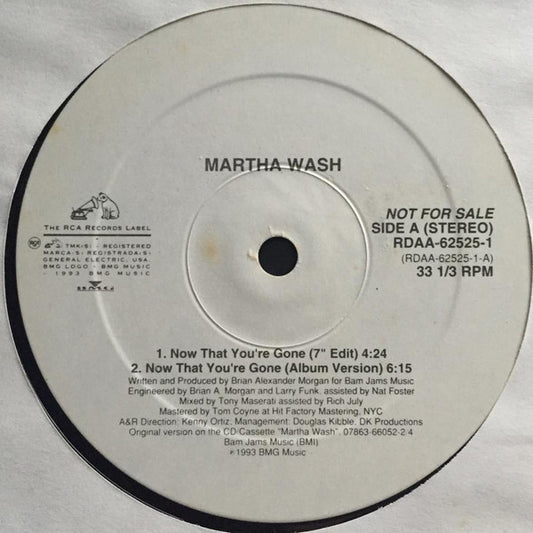 MARTHA WASH
THE RCA RECORDS LABEL
TMK(S) ® REGISTERED
MARCA(S) REGISTRADA(S)
GENERAL ELECTRIC, USA.
BMG LOGO ® BMG MUSIC
• 1993 BMG MUSIC
NOT FOR SALE
SIDE A (STEREO)
RDAA-62525-1
(RDAA-62525-1-A)
33 1/3 RPM
1. Now That You're Gone (7" Edit) 4:24
2. Now That You're Gone (Album Version) 6:15
Written and Produced by Brian Alexander Morgan for Bam Jams Music
Engineered by Brian A. Morgan and Larry Funk, assisted by Nat Foster
Mixed by Tony Maserati assisted by Rich July
Mastered by Tom Coyne at Hit Factory Mastering, NYC
A&R Direction: Kenny Ortiz; Management: Douglas Kibble, DK Productions
Original version on the CD Cassette "Martha Wash", 07863-66052-2/4
Bam Jams Music (BMI)
℗1993 BMG Music